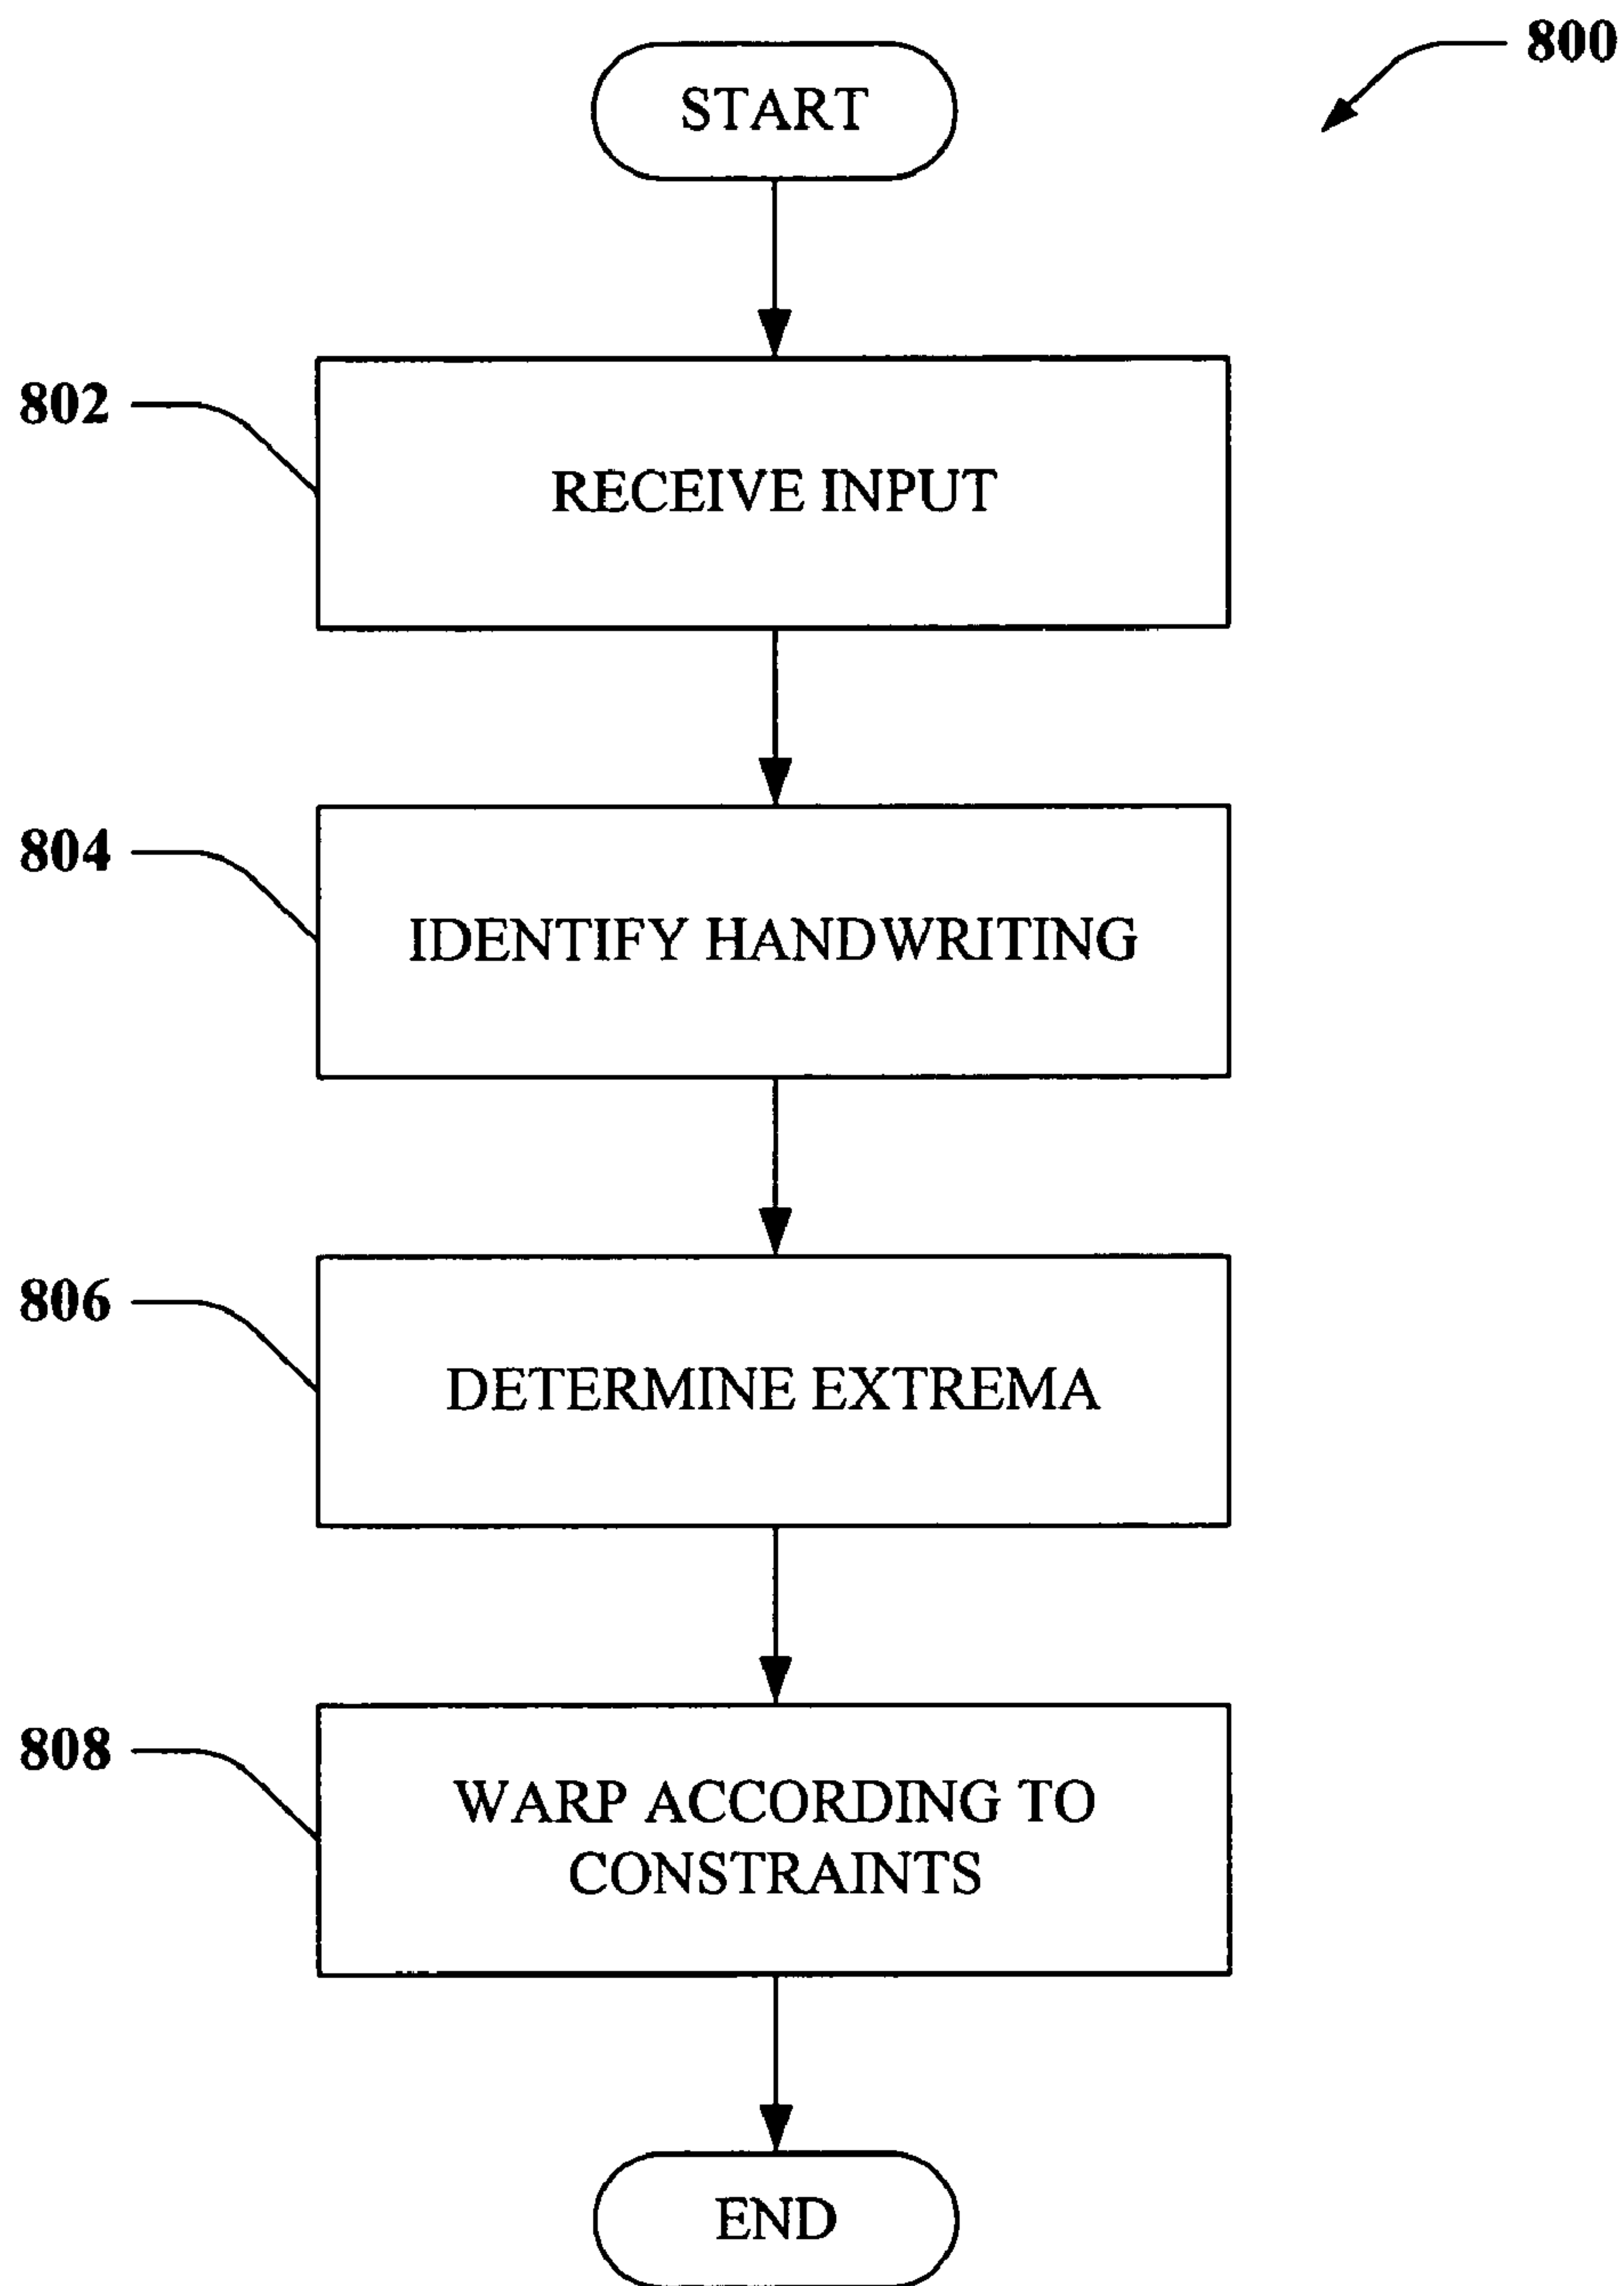 800
START
802
RECEIVE INPUT
804
IDENTIFY HANDWRITING
806
DETERMINE EXTREMA
808
WARP ACCORDING TO
CONSTRAINTS
END